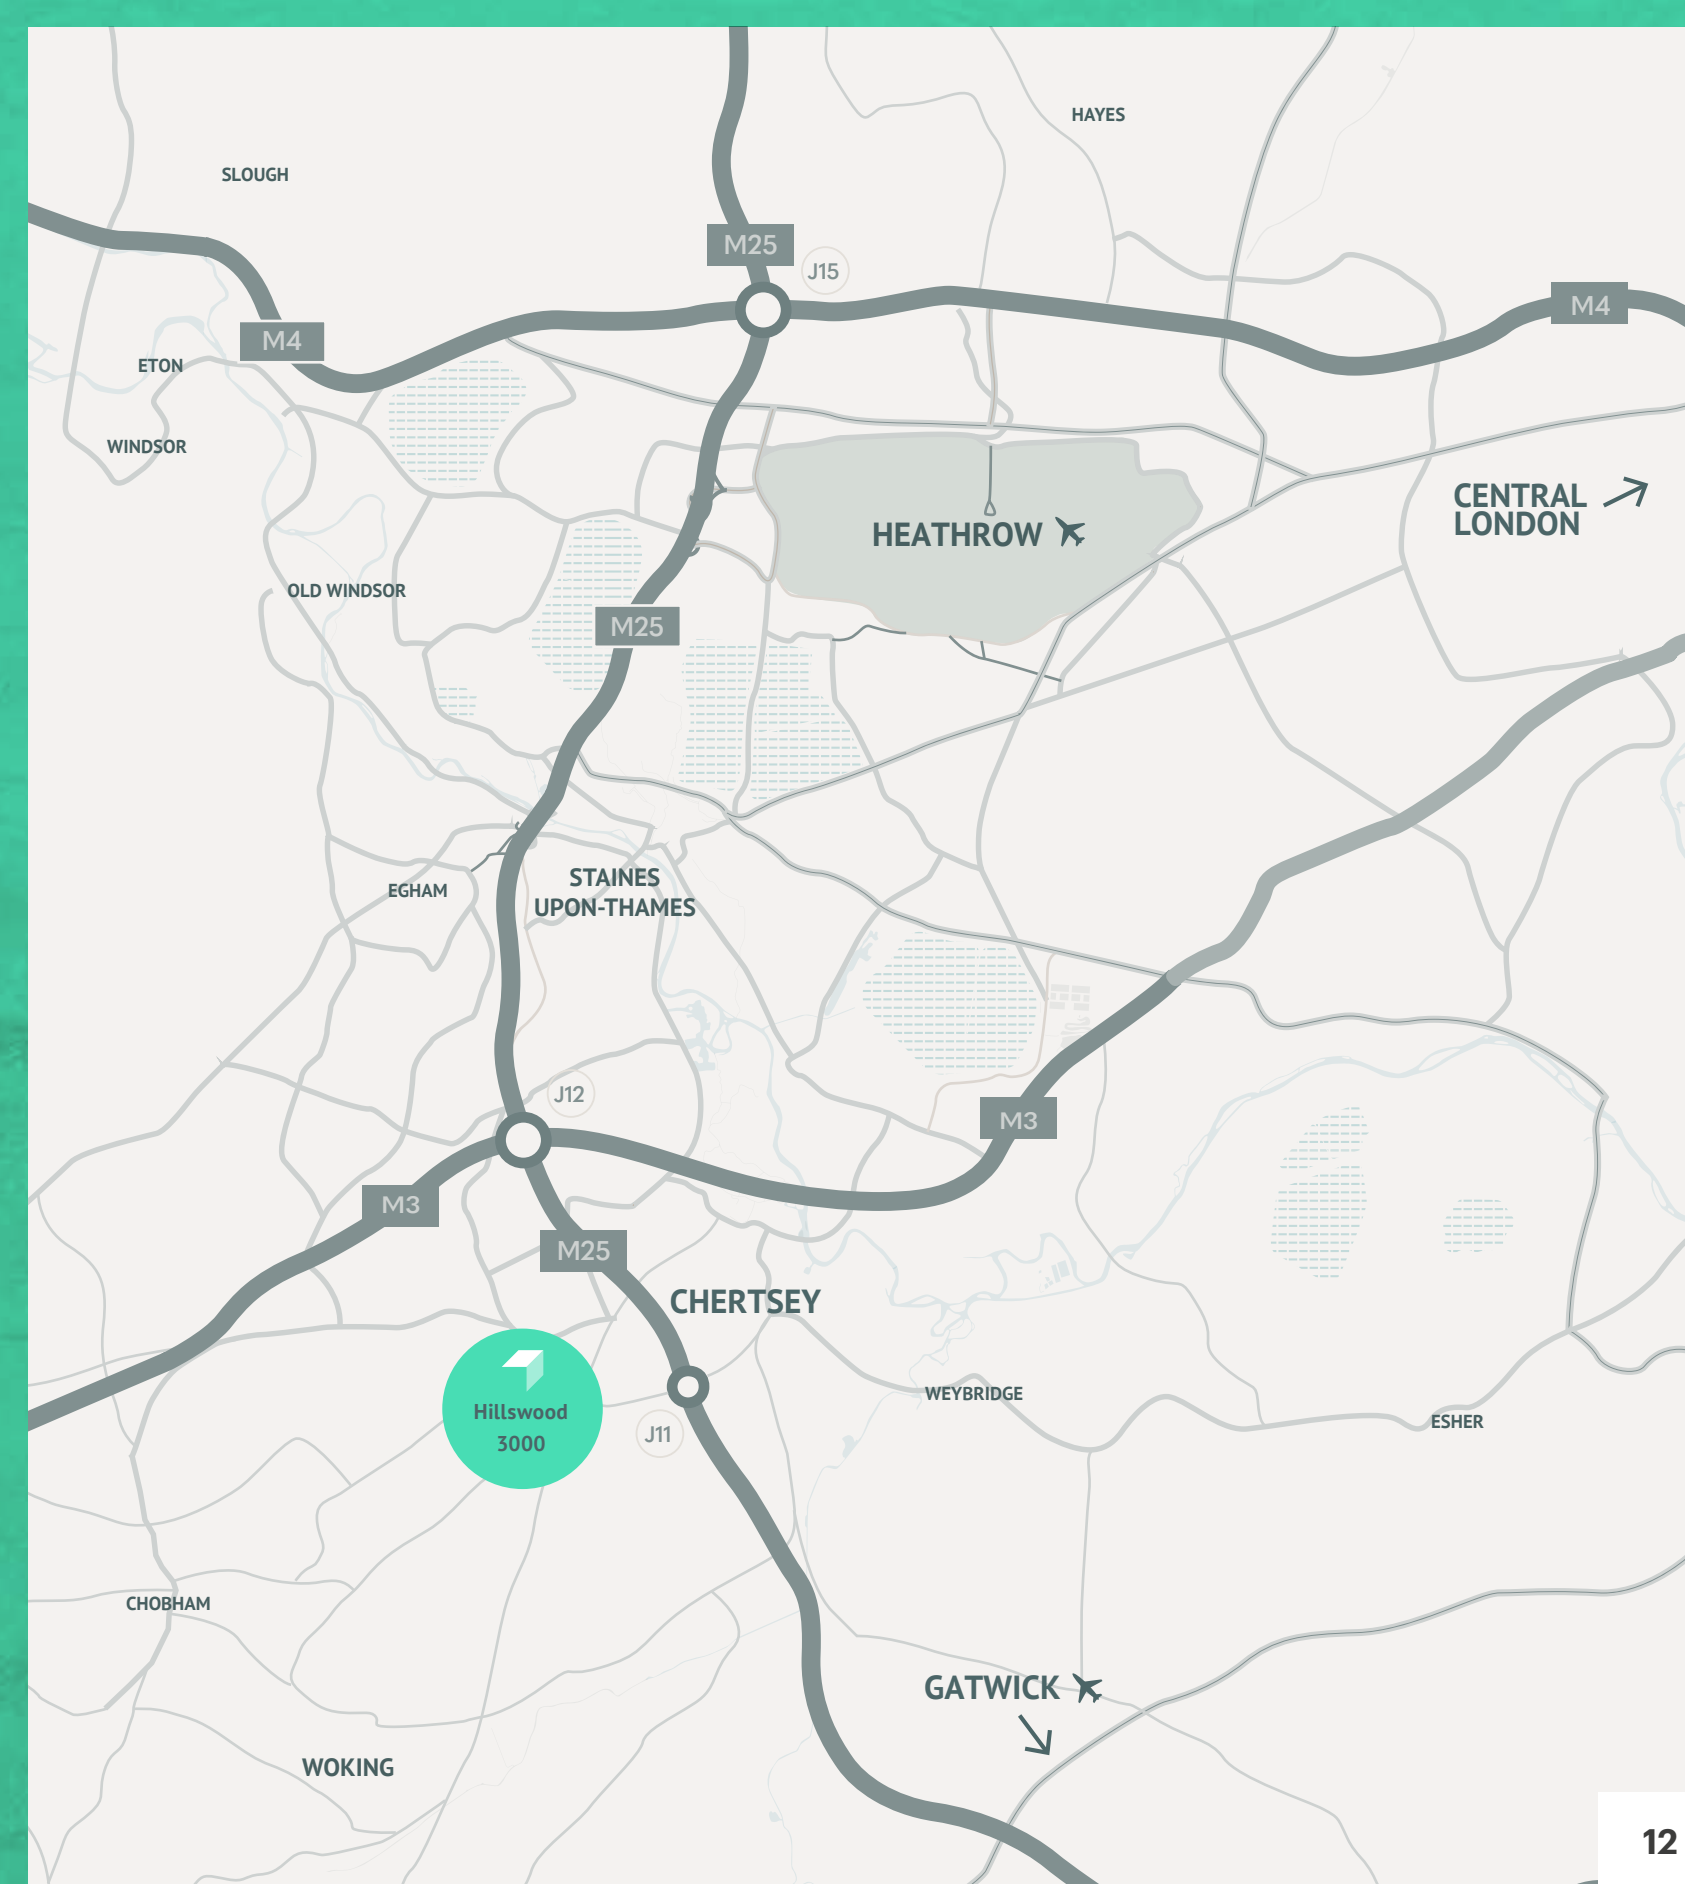 HAYES
SLOUGH
M25
J15
M4
M4
ETON
WINDSOR
CENTRAL
LONDON
HEATHROW
OLD WINDSOR
M25
STAINES
UPON-THAMES
EGHAM
J12
M3
M3
M25
CHERTSEY
Hillswood
3000
WEYBRIDGE
ESHER
J11
CHOBHAM
GATWICK
WOKING
12